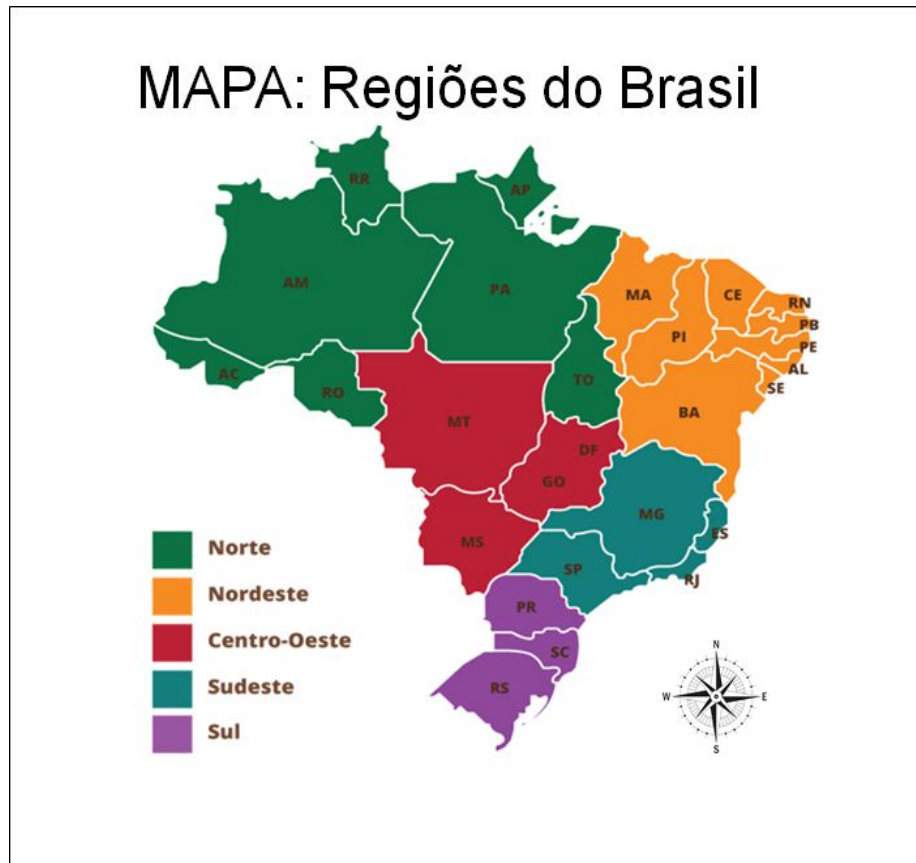 MAPA: Regiões do Brasil
RR
AP
AM
PA
MA
CE
RN
PB
PI
PE
AL
SE
AC
RO
TO
BA
MT
DF
GO
MG
ES
MS
SP
RJ
PR
SC
RS
Norte
Nordeste
Centro-Oeste
Sudeste
Sul
N
W
E
S